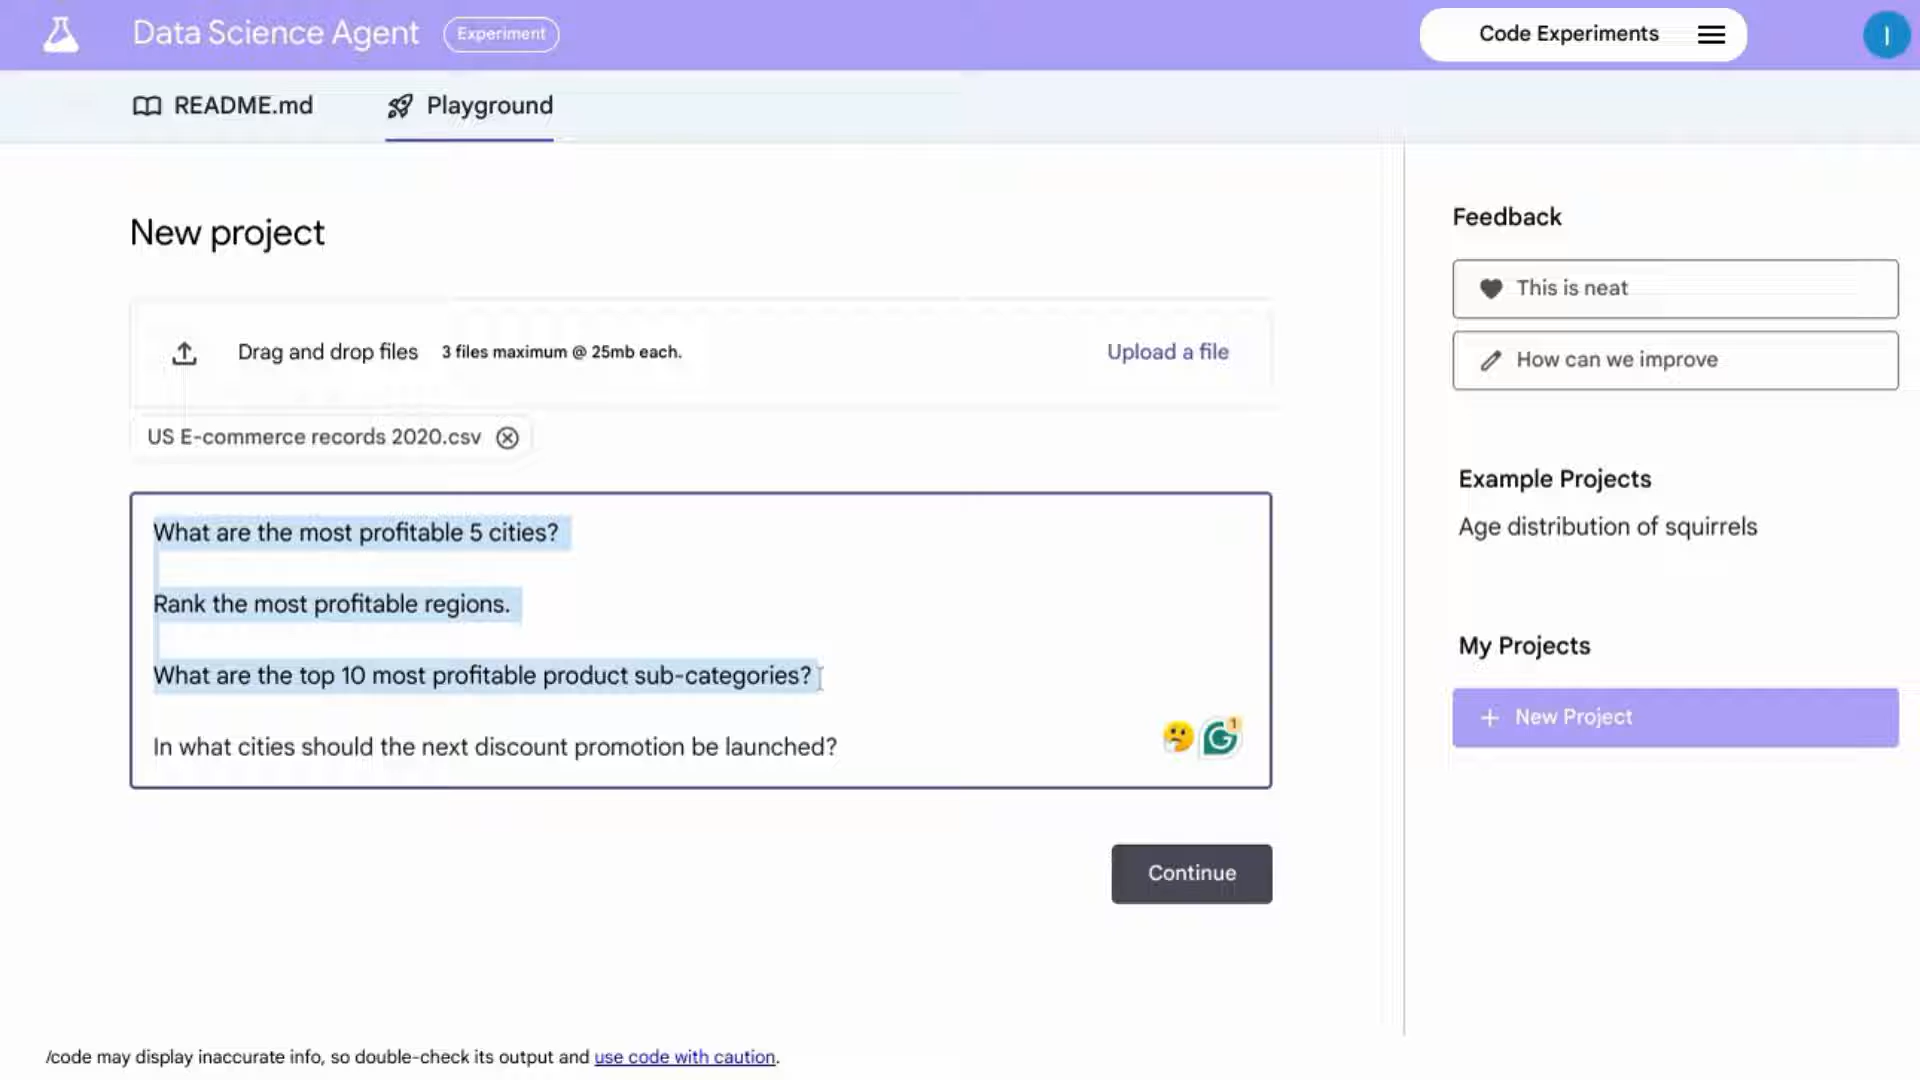 Data Science Agent
Experiment
Code Experiments
I
README.md
Playground
New project
Drag and drop files
3 files maximum @ 25mb each.
Upload a file
US E-commerce records 2020.csv
What are the most profitable 5 cities?
Rank the most profitable regions.
What are the top 10 most profitable product sub-categories?
In what cities should the next discount promotion be launched?
G
1
Continue
Feedback
This is neat
How can we improve
Example Projects
Age distribution of squirrels
My Projects
+ New Project
/code may display inaccurate info, so double-check its output and use code with caution.